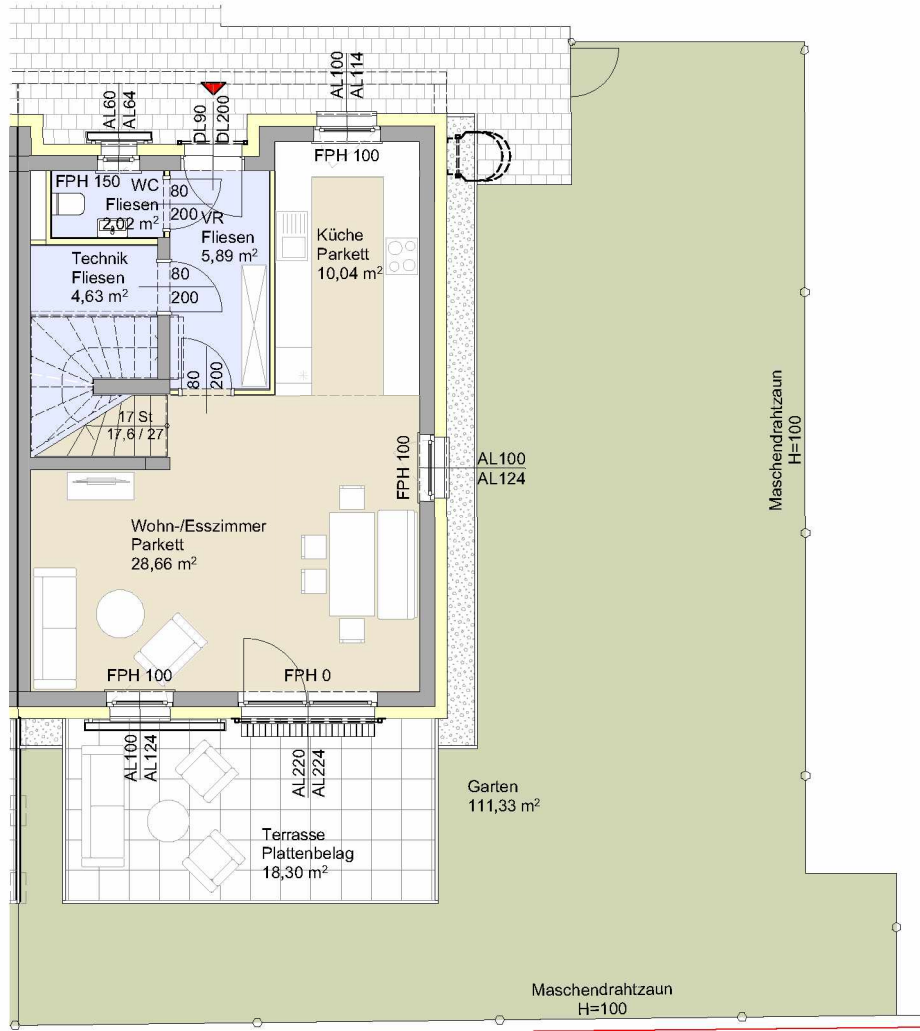 AL100
AL114
AL60
AL64
DL90
DL200
FPH 100
FPH 150
WC
Fliesen
2,02 m²
80
200
VR
Fliesen
5,89 m²
Küche
Parkett
10,04 m²
Technik
Fliesen
4,63 m²
80
200
80
200
17 St
17,6 / 27
FPH 100
AL100
AL124
Maschendrahtzaun
H=100
Wohn-/Esszimmer
Parkett
28,66 m²
FPH 100
FPH 0
AL100
AL124
AL220
AL224
Garten
111,33 m²
Terrasse
Plattenbelag
18,30 m²
Maschendrahtzaun
H=100